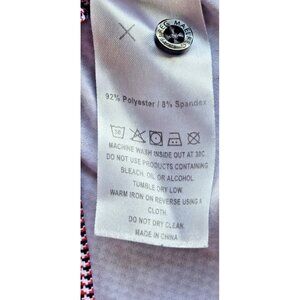 92% Polyester / 8% Spandex
30
MACHINE WASH INSIDE OUT AT 30C
DO NOT USE PRODUCTS CONTAINING
BLEACH, OIL OR ALCOHOL.
TUMBLE DRY LOW.
WARM IRON ON REVERSE USING A
CLOTH.
DO NOT DRY CLEAN.
MADE IN CHINA